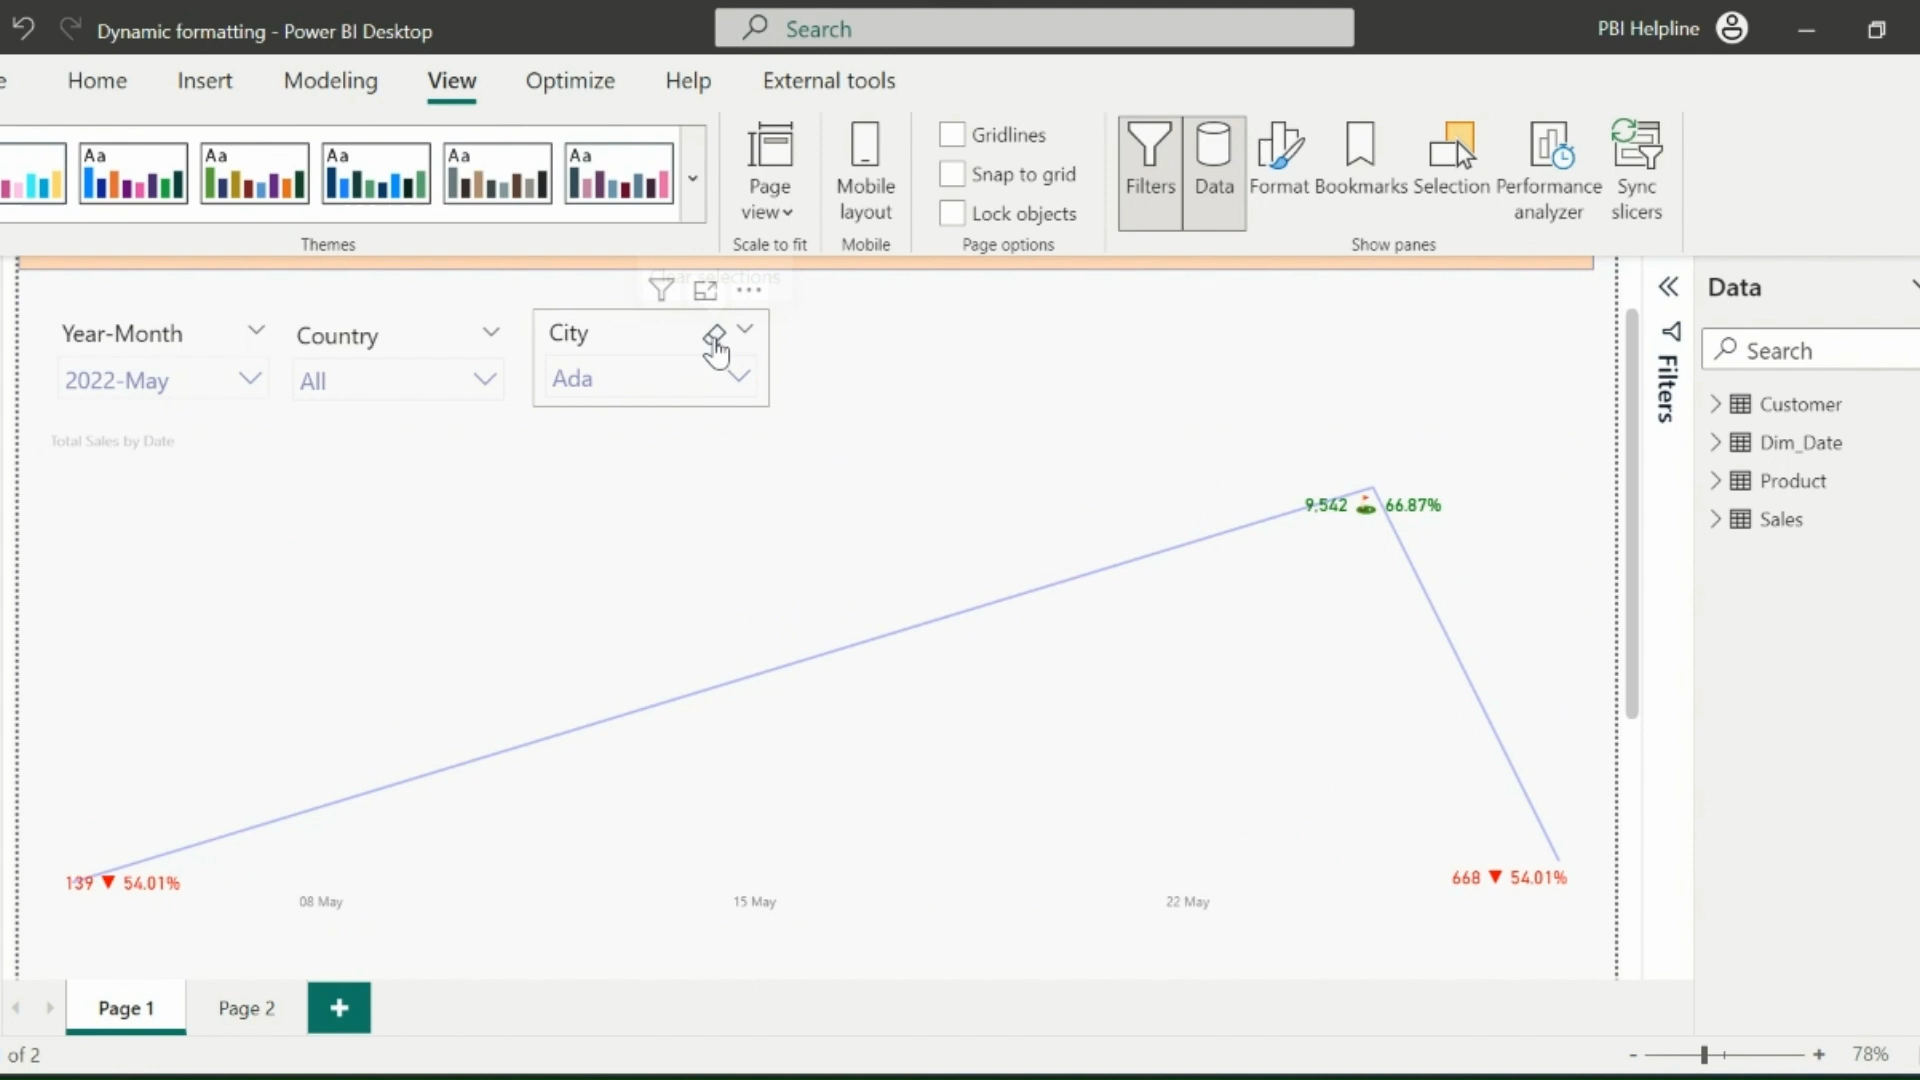 Dynamic formatting - Power BI Desktop
Search
PBI Helpline
e
Home
Insert
Modeling
View
Optimize
Help
External tools
Aa
Aa
Aa
Aa
Aa
Themes
Page
view
Scale to fit
Mobile
layout
Mobile
Gridlines
Snap to grid
Lock objects
Page options
Filters
Data
Format
Bookmarks
Selection
Performance
analyzer
Sync
slicers
Show panes
Clear selections
Year-Month
2022-May
Country
All
City
Ada
Total Sales by Date
9,542 ⛳ 66.87%
139 ▼ 54.01%
668 ▼ 54.01%
08 May
15 May
22 May
Filters
Data
Search
Customer
Dim_Date
Product
Sales
Page 1
Page 2
+
of 2
-
+
78%